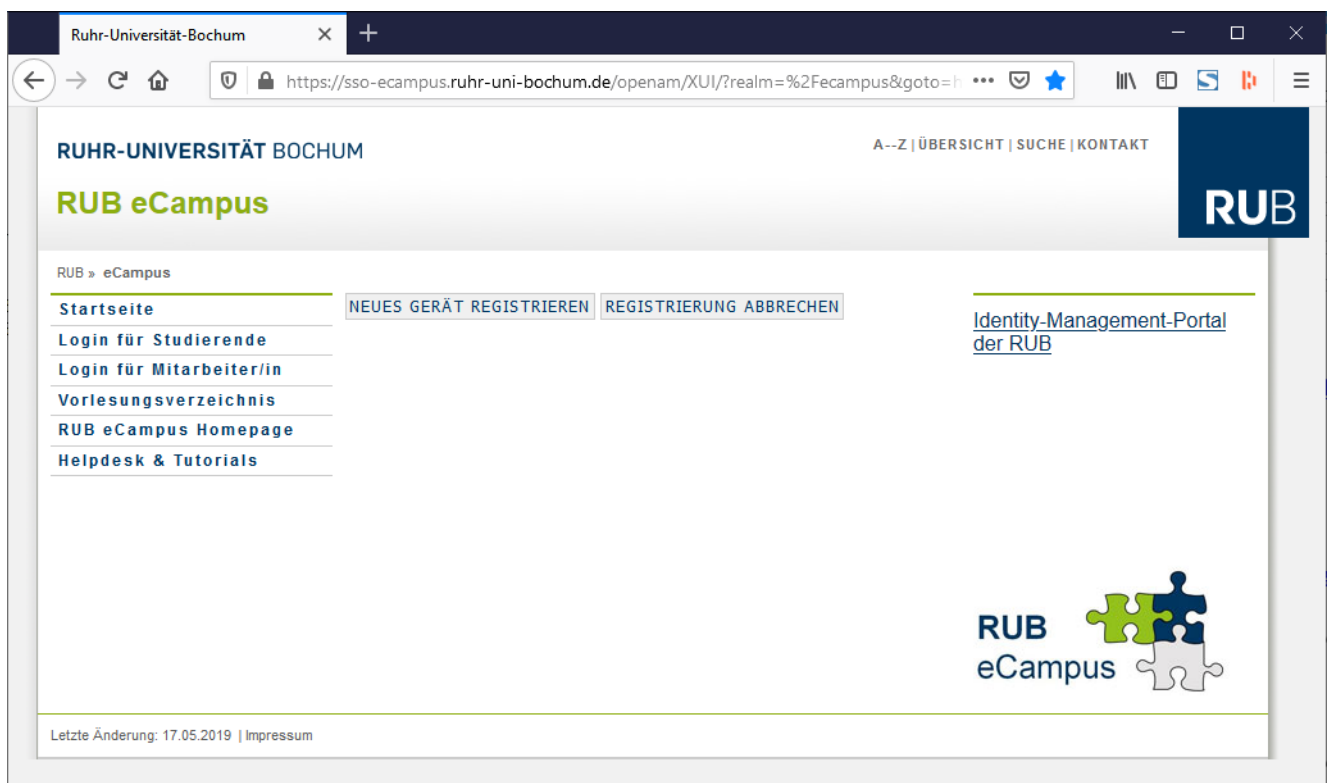 Ruhr-Universität-Bochum
https://sso-ecampus.ruhr-uni-bochum.de/openam/XUI/?realm=%2Fecampus&goto=h
RUHR-UNIVERSITÄT BOCHUM
A--Z | ÜBERSICHT | SUCHE | KONTAKT
RUB eCampus
RUB
RUB » eCampus
Startseite
Login für Studierende
Login für Mitarbeiter/in
Vorlesungsverzeichnis
RUB eCampus Homepage
Helpdesk & Tutorials
NEUES GERÄT REGISTRIEREN REGISTRIERUNG ABBRECHEN
Identity-Management-Portal
der RUB
RUB
eCampus
Letzte Änderung: 17.05.2019 | Impressum